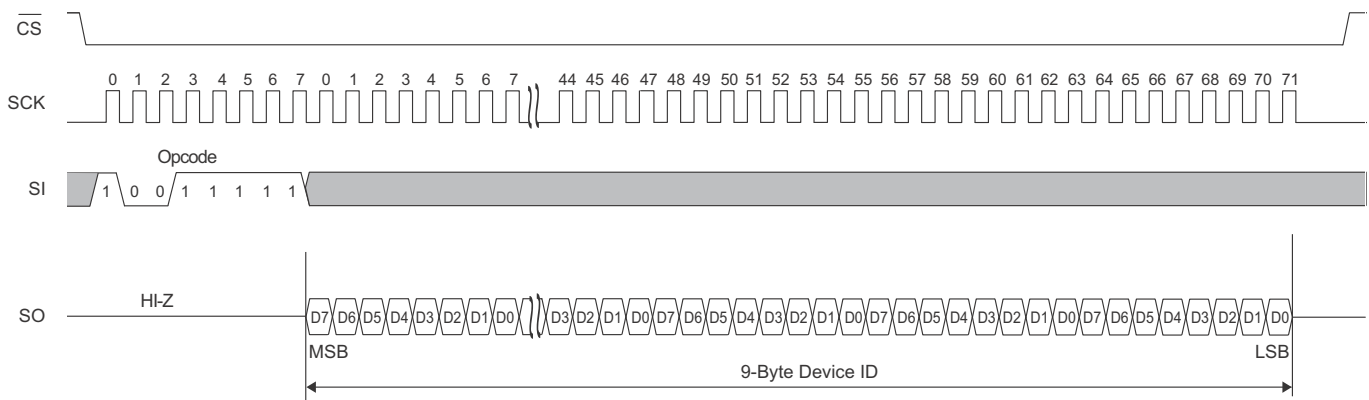 CS
0 1 2 3 4 5 6 7 0 1 2 3 4 5 6 7 44 45 46 47 48 49 50 51 52 53 54 55 56 57 58 59 60 61 62 63 64 65 66 67 68 69 70 71
SCK
Opcode
SI 1 0 0 1 1 1 1 1
HI-Z
SO D7 D6 D5 D4 D3 D2 D1 D0 D3 D2 D1 D0 D7 D6 D5 D4 D3 D2 D1 D0 D7 D6 D5 D4 D3 D2 D1 D0 D7 D6 D5 D4 D3 D2 D1 D0
MSB LSB
9-Byte Device ID